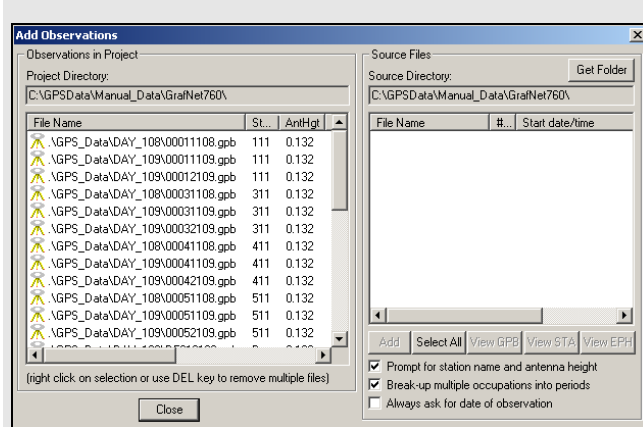 Add Observations
Observations in Project
Project Directory:
C:\GPSData\Manual_Data\GrafNet760\
File Name St... AntHgt
.\GPS_Data\DAY_108\00011108.gpb 111 0.132
.\GPS_Data\DAY_109\00011109.gpb 111 0.132
.\GPS_Data\DAY_109\00012109.gpb 111 0.132
.\GPS_Data\DAY_108\00031108.gpb 311 0.132
.\GPS_Data\DAY_109\00031109.gpb 311 0.132
.\GPS_Data\DAY_109\00032109.gpb 311 0.132
.\GPS_Data\DAY_108\00041108.gpb 411 0.132
.\GPS_Data\DAY_109\00041109.gpb 411 0.132
.\GPS_Data\DAY_109\00042109.gpb 411 0.132
.\GPS_Data\DAY_108\00051108.gpb 511 0.132
.\GPS_Data\DAY_109\00051109.gpb 511 0.132
.\GPS_Data\DAY_109\00052109.gpb 511 0.132
(right click on selection or use DEL key to remove multiple files)
Close
Source Files
Get Folder
Source Directory:
C:\GPSData\Manual_Data\GrafNet760\
File Name #... Start date/time
Add Select All View GPB View STA View EPH
Prompt for station name and antenna height
Break-up multiple occupations into periods
Always ask for date of observation